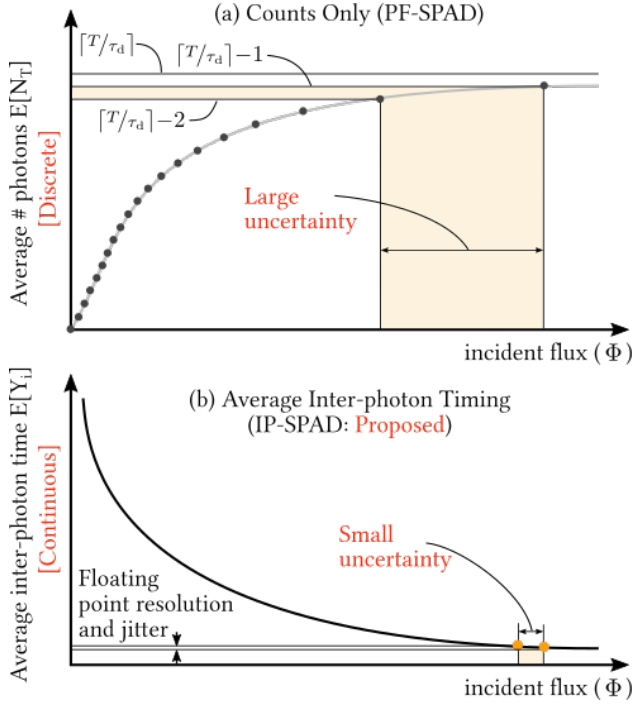 (a) Counts Only (PF-SPAD)
⌈T/τd⌉
⌈T/τd⌉−1
⌈T/τd⌉−2
Average # photons E[NT]
[Discrete]
Large
uncertainty
incident flux (Φ)
(b) Average Inter-photon Timing
(IP-SPAD: Proposed)
Average inter-photon time E[Yi]
[Continuous]
Small
uncertainty
Floating
point resolution
and jitter
incident flux (Φ)